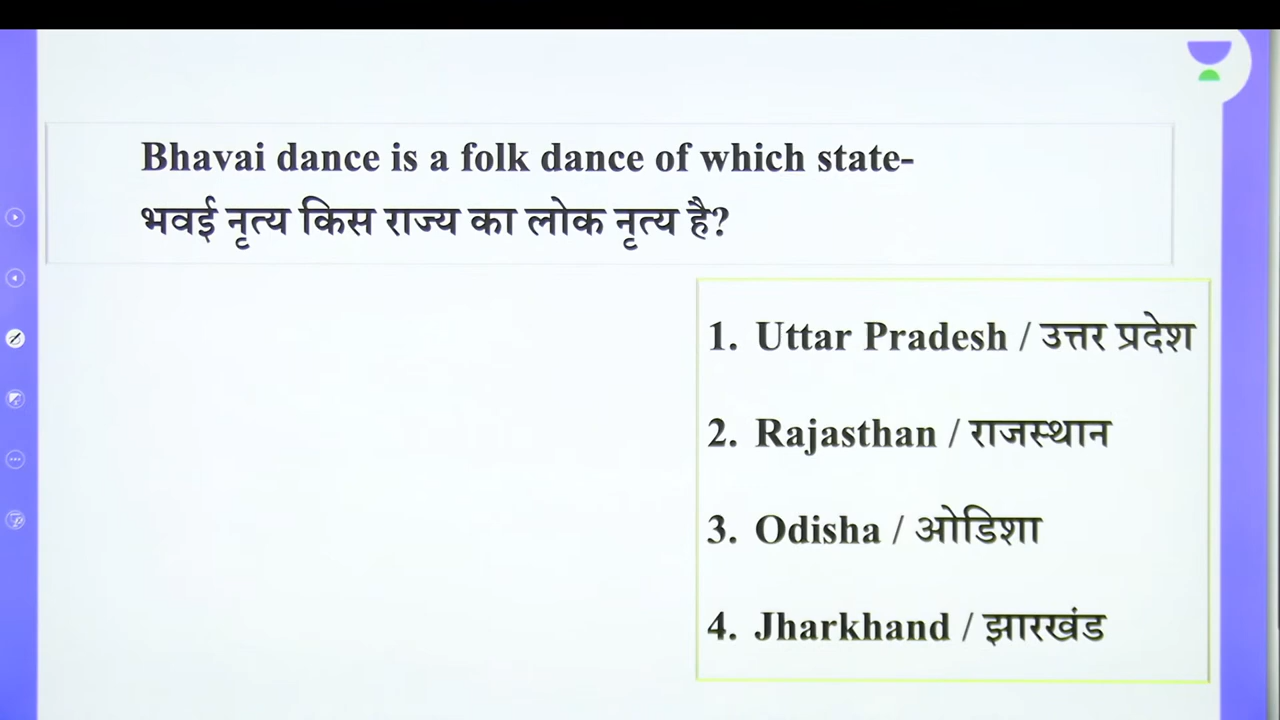 Bhavai dance is a folk dance of which state-
भवई नृत्य किस राज्य का लोक नृत्य है?
1. Uttar Pradesh / उत्तर प्रदेश
2. Rajasthan / राजस्थान
3. Odisha / ओडिशा
4. Jharkhand / झारखंड